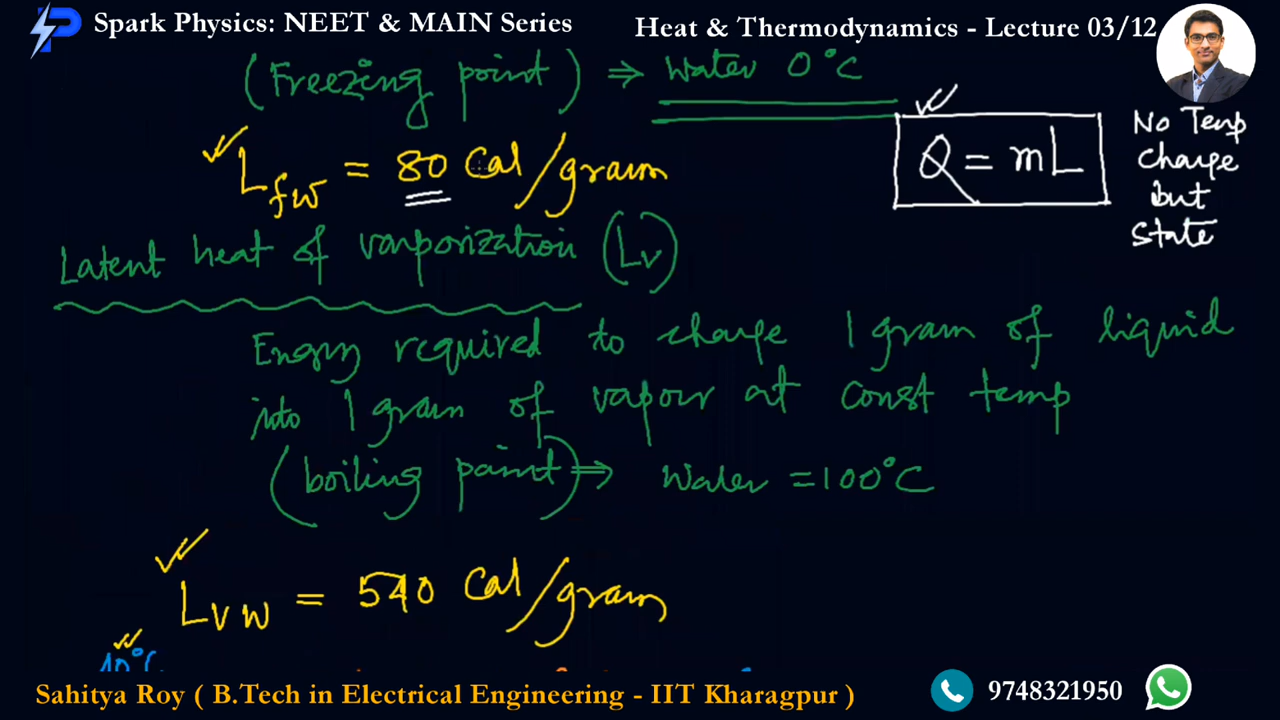 Spark Physics: NEET & MAIN Series
Heat & Thermodynamics - Lecture 03/12
(Freezing point) ⇒ Water 0°C
L_fw = 80 Cal/gram
Q = mL
No Temp
change
but
state
Latent heat of vaporization (Lv)
Energy required to change 1 gram of liquid
into 1 gram of vapour at const temp
(boiling point) ⇒ Water = 100°C
L_vw = 540 Cal/gram
10°C
Sahitya Roy ( B.Tech in Electrical Engineering - IIT Kharagpur )
9748321950